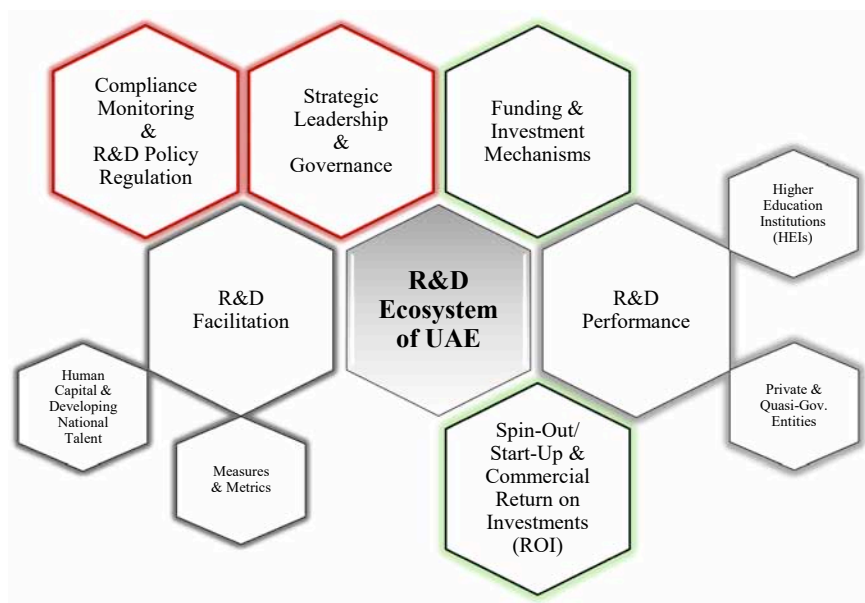 Compliance
Monitoring
&
R&D Policy
Regulation
Strategic
Leadership
&
Governance
Funding &
Investment
Mechanisms
Higher
Education
Institutions
(HEIs)
R&D
Facilitation
R&D
Ecosystem
of UAE
R&D
Performance
Human
Capital &
Developing
National
Talent
Measures
& Metrics
Spin-Out/
Start-Up &
Commercial
Return on
Investments
(ROI)
Private &
Quasi-Gov.
Entities